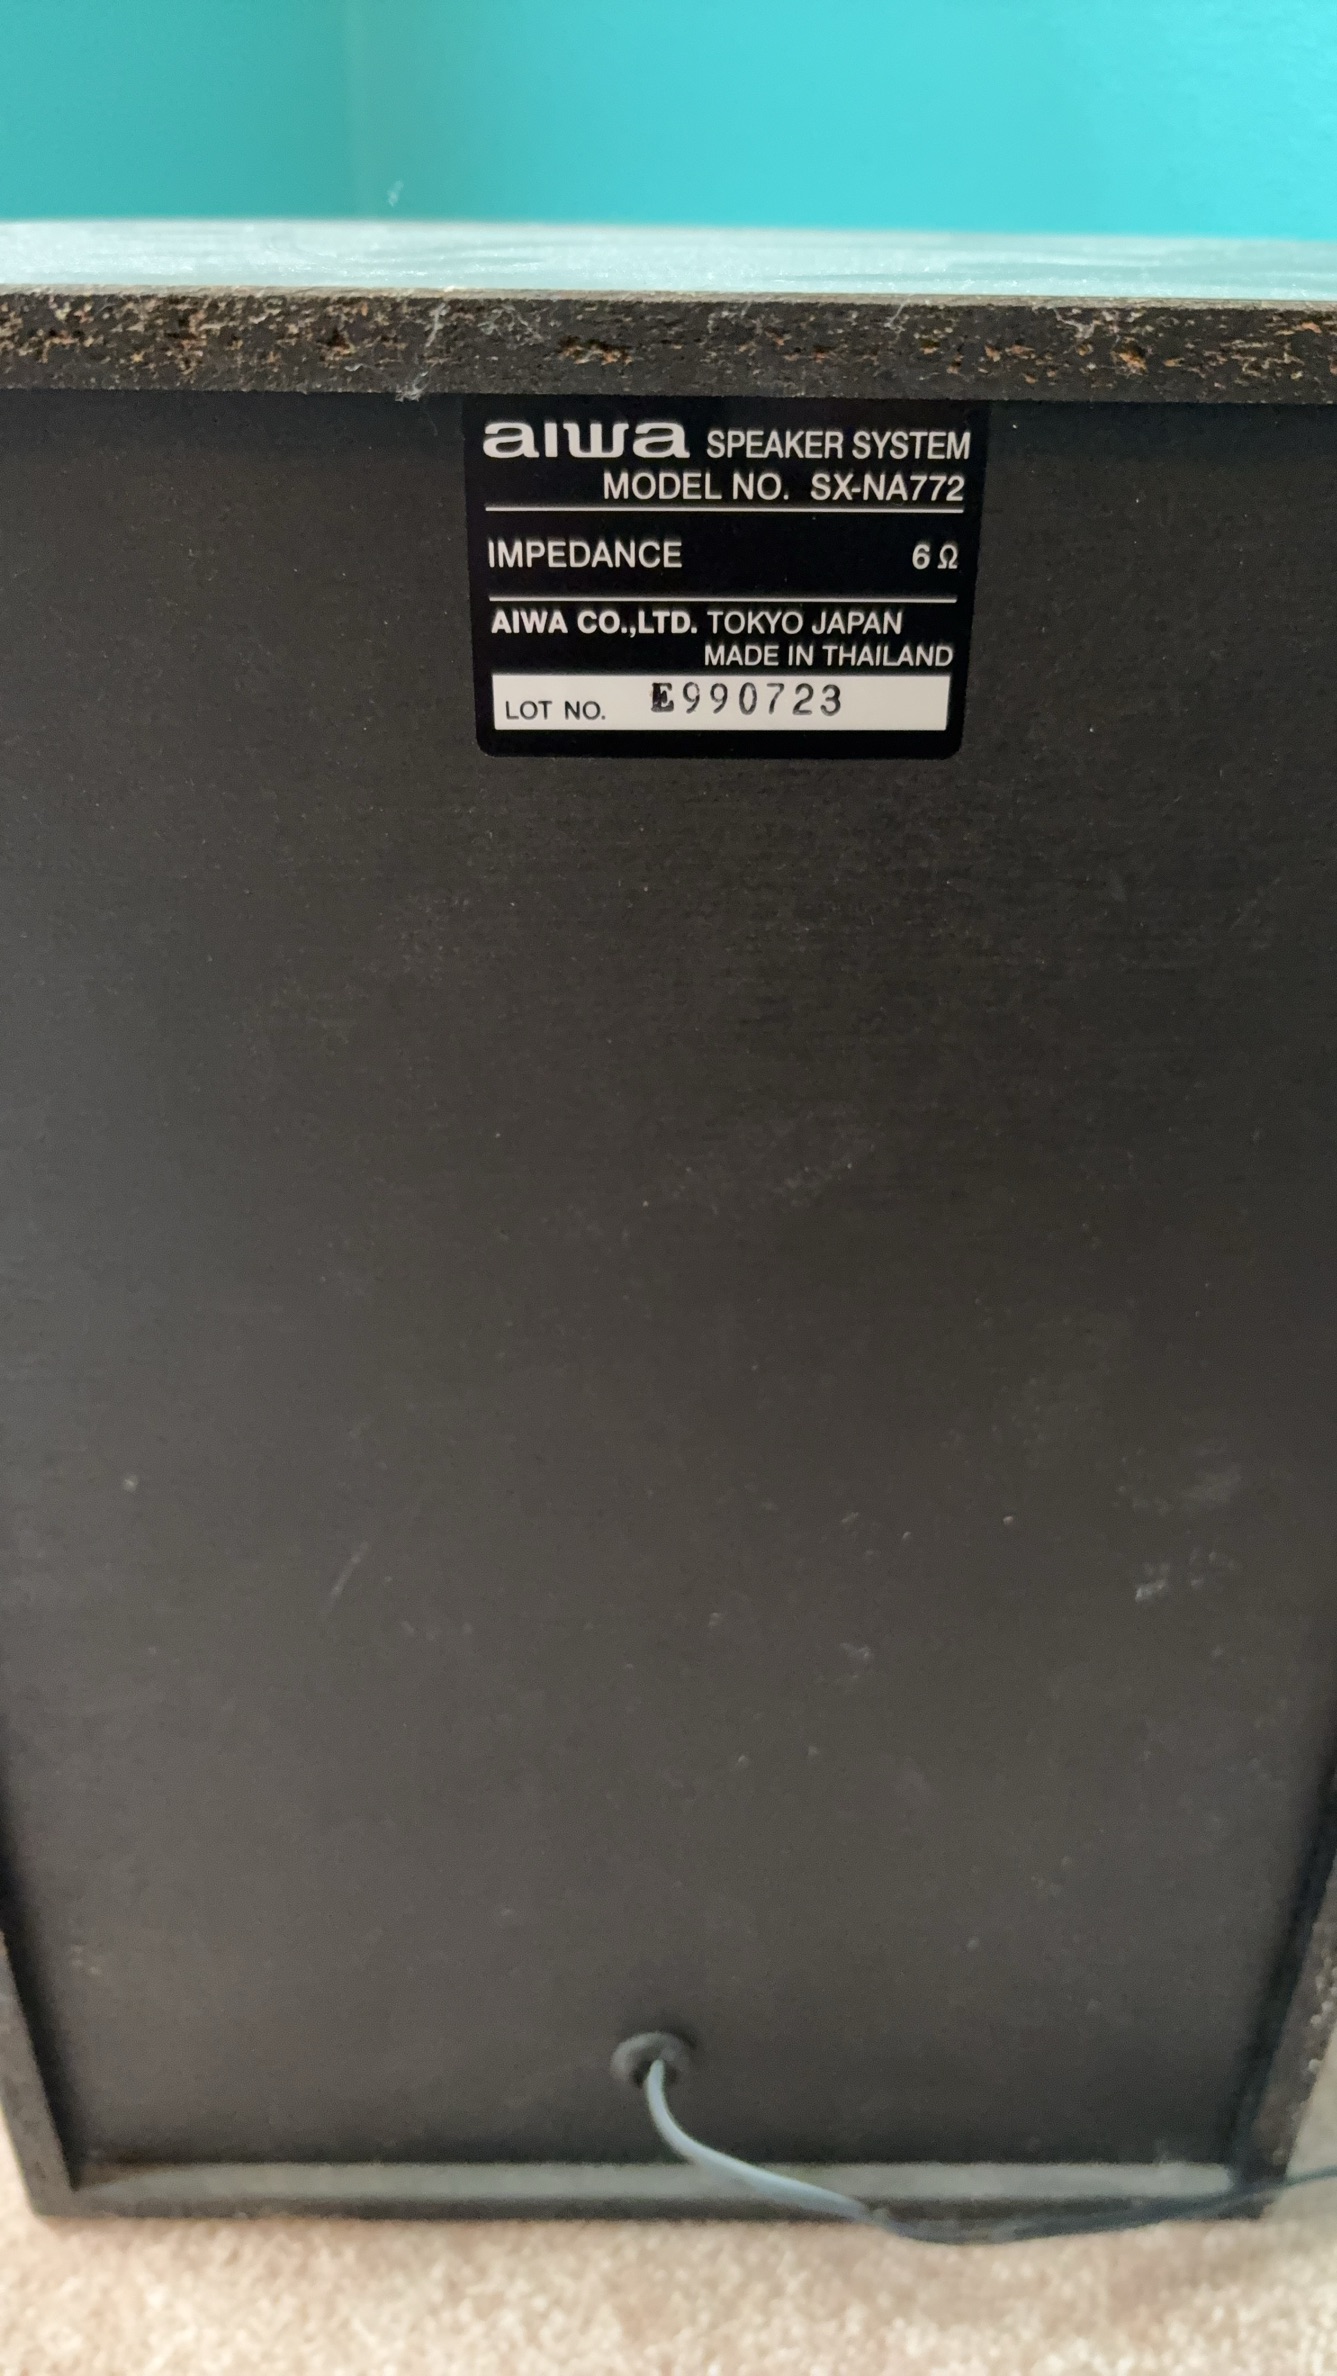 aiwa SPEAKER SYSTEM
MODEL NO. SX-NA772
IMPEDANCE 6 Ω
AIWA CO.,LTD. TOKYO JAPAN
MADE IN THAILAND
LOT NO. E990723